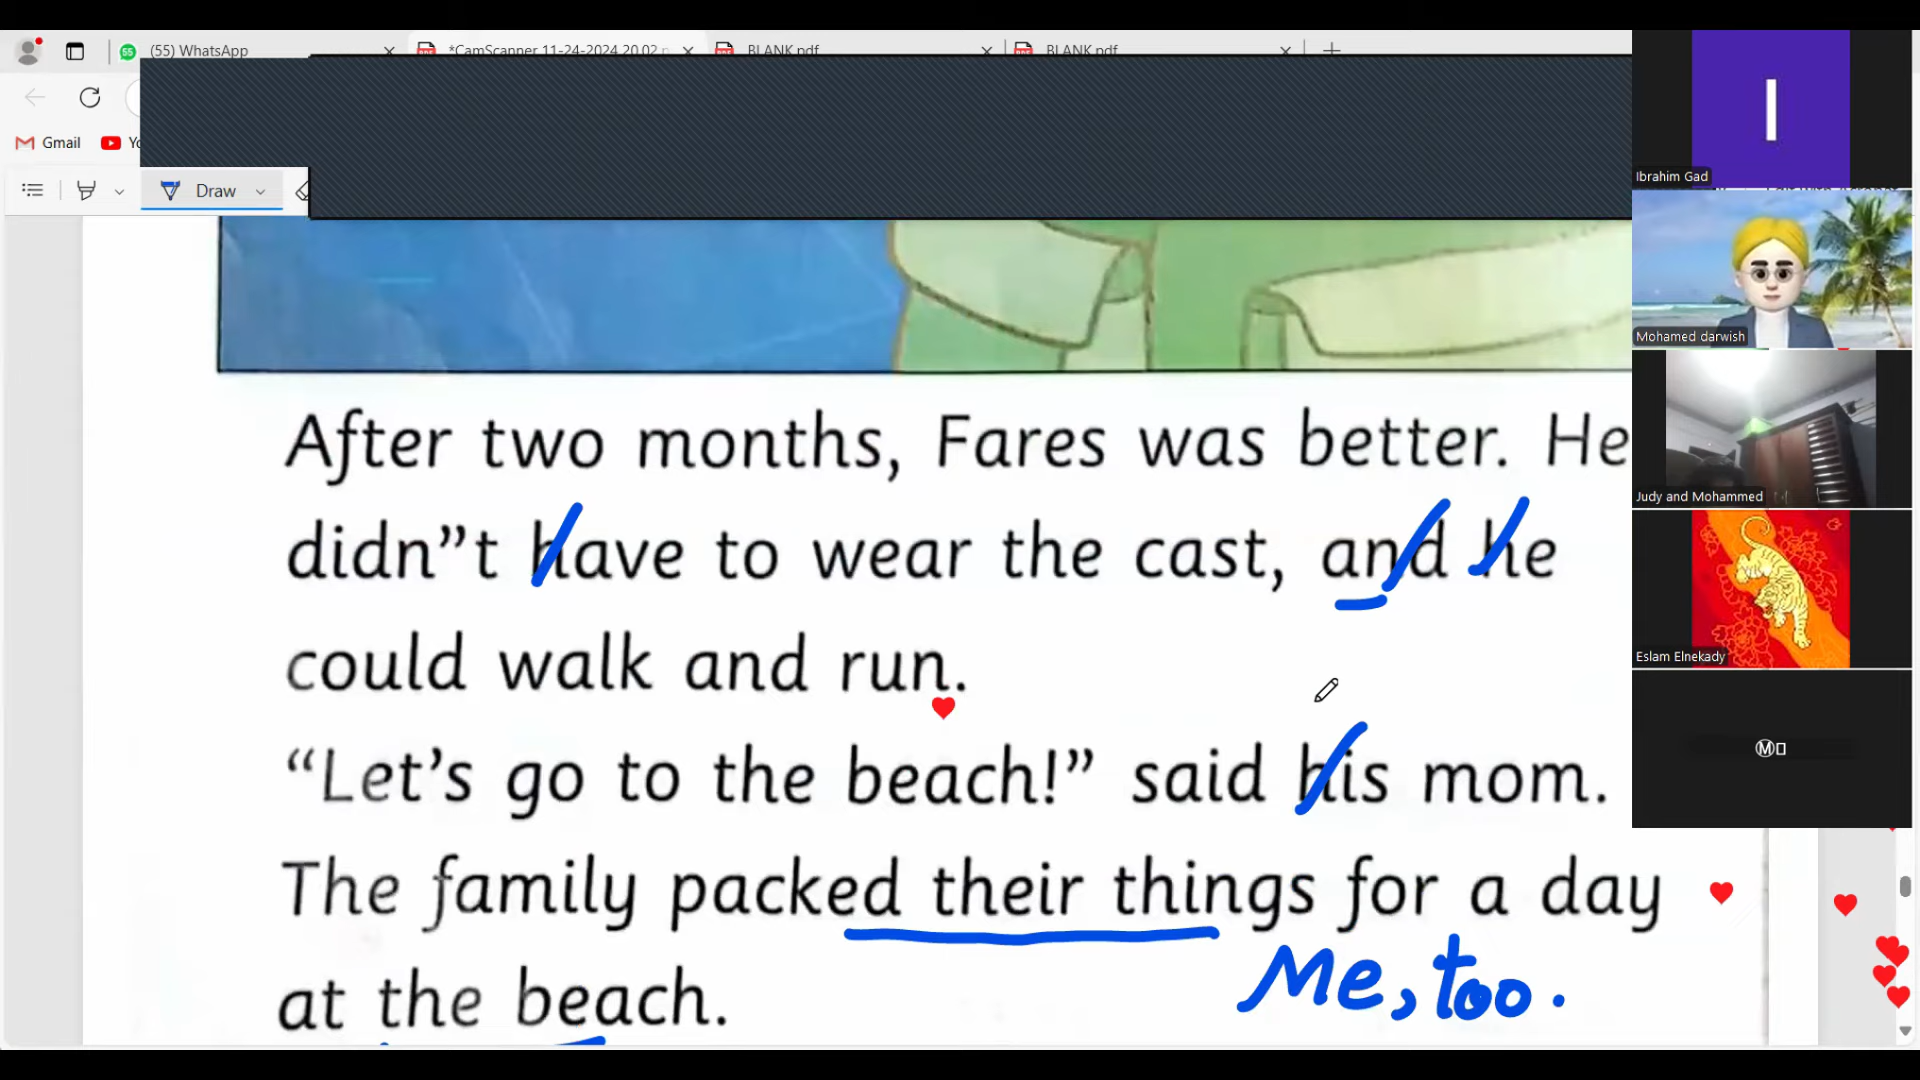 (55) WhatsApp
*CamScanner 11-24-2024 20.02
BLANK.pdf
BLANK.pdf
Gmail
Draw
I
Ibrahim Gad
Mohamed darwish
Judy and Mohammed
Eslam Elnekady
After two months, Fares was better. He
didn”t have to wear the cast, and he
could walk and run.
“Let’s go to the beach!” said his mom.
The family packed their things for a day
at the beach.
Me, too.